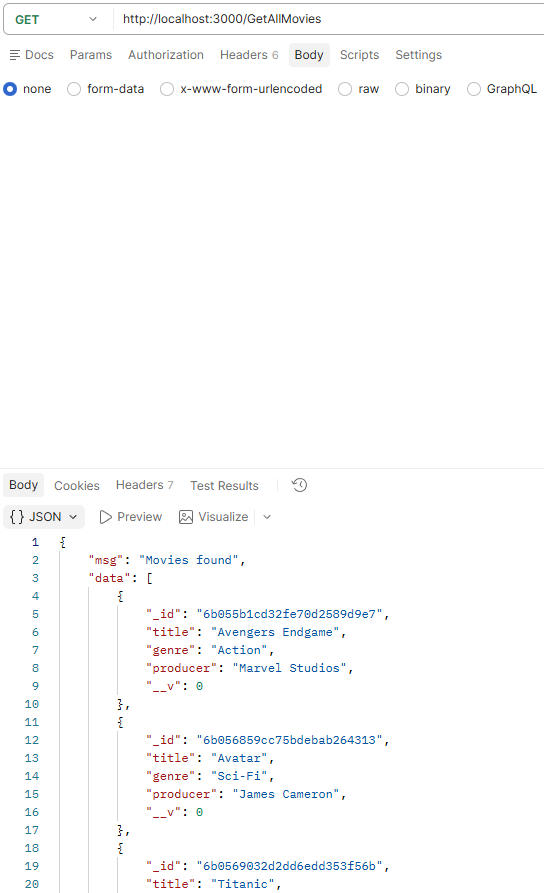 GET http://localhost:3000/GetAllMovies
Docs Params Authorization Headers 6 Body Scripts Settings
none form-data x-www-form-urlencoded raw binary GraphQL
Body Cookies Headers 7 Test Results
{} JSON Preview Visualize
1 {
2 "msg": "Movies found",
3 "data": [
4 {
5 "_id": "6b055b1cd32fe70d2589d9e7",
6 "title": "Avengers Endgame",
7 "genre": "Action",
8 "producer": "Marvel Studios",
9 "__v": 0
10 },
11 {
12 "_id": "6b056859cc75bdebab264313",
13 "title": "Avatar",
14 "genre": "Sci-Fi",
15 "producer": "James Cameron",
16 "__v": 0
17 },
18 {
19 "_id": "6b0569032d2dd6edd353f56b",
20 "title": "Titanic",